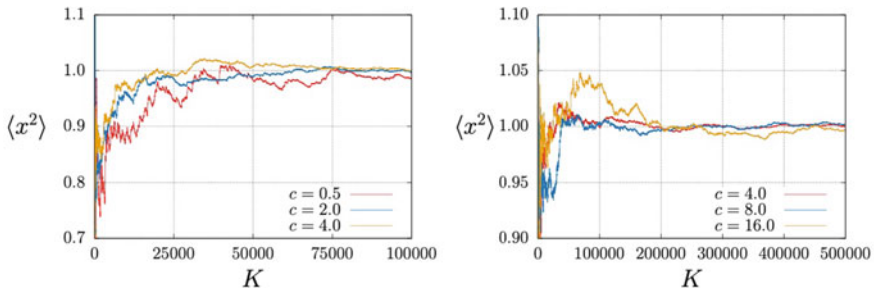 1.1
1.0
0.9
0.8
0.7
⟨x²⟩
c = 0.5
c = 2.0
c = 4.0
0 25000 50000 75000 100000
K
1.10
1.05
1.00
0.95
0.90
⟨x²⟩
c = 4.0
c = 8.0
c = 16.0
0 100000 200000 300000 400000 500000
K